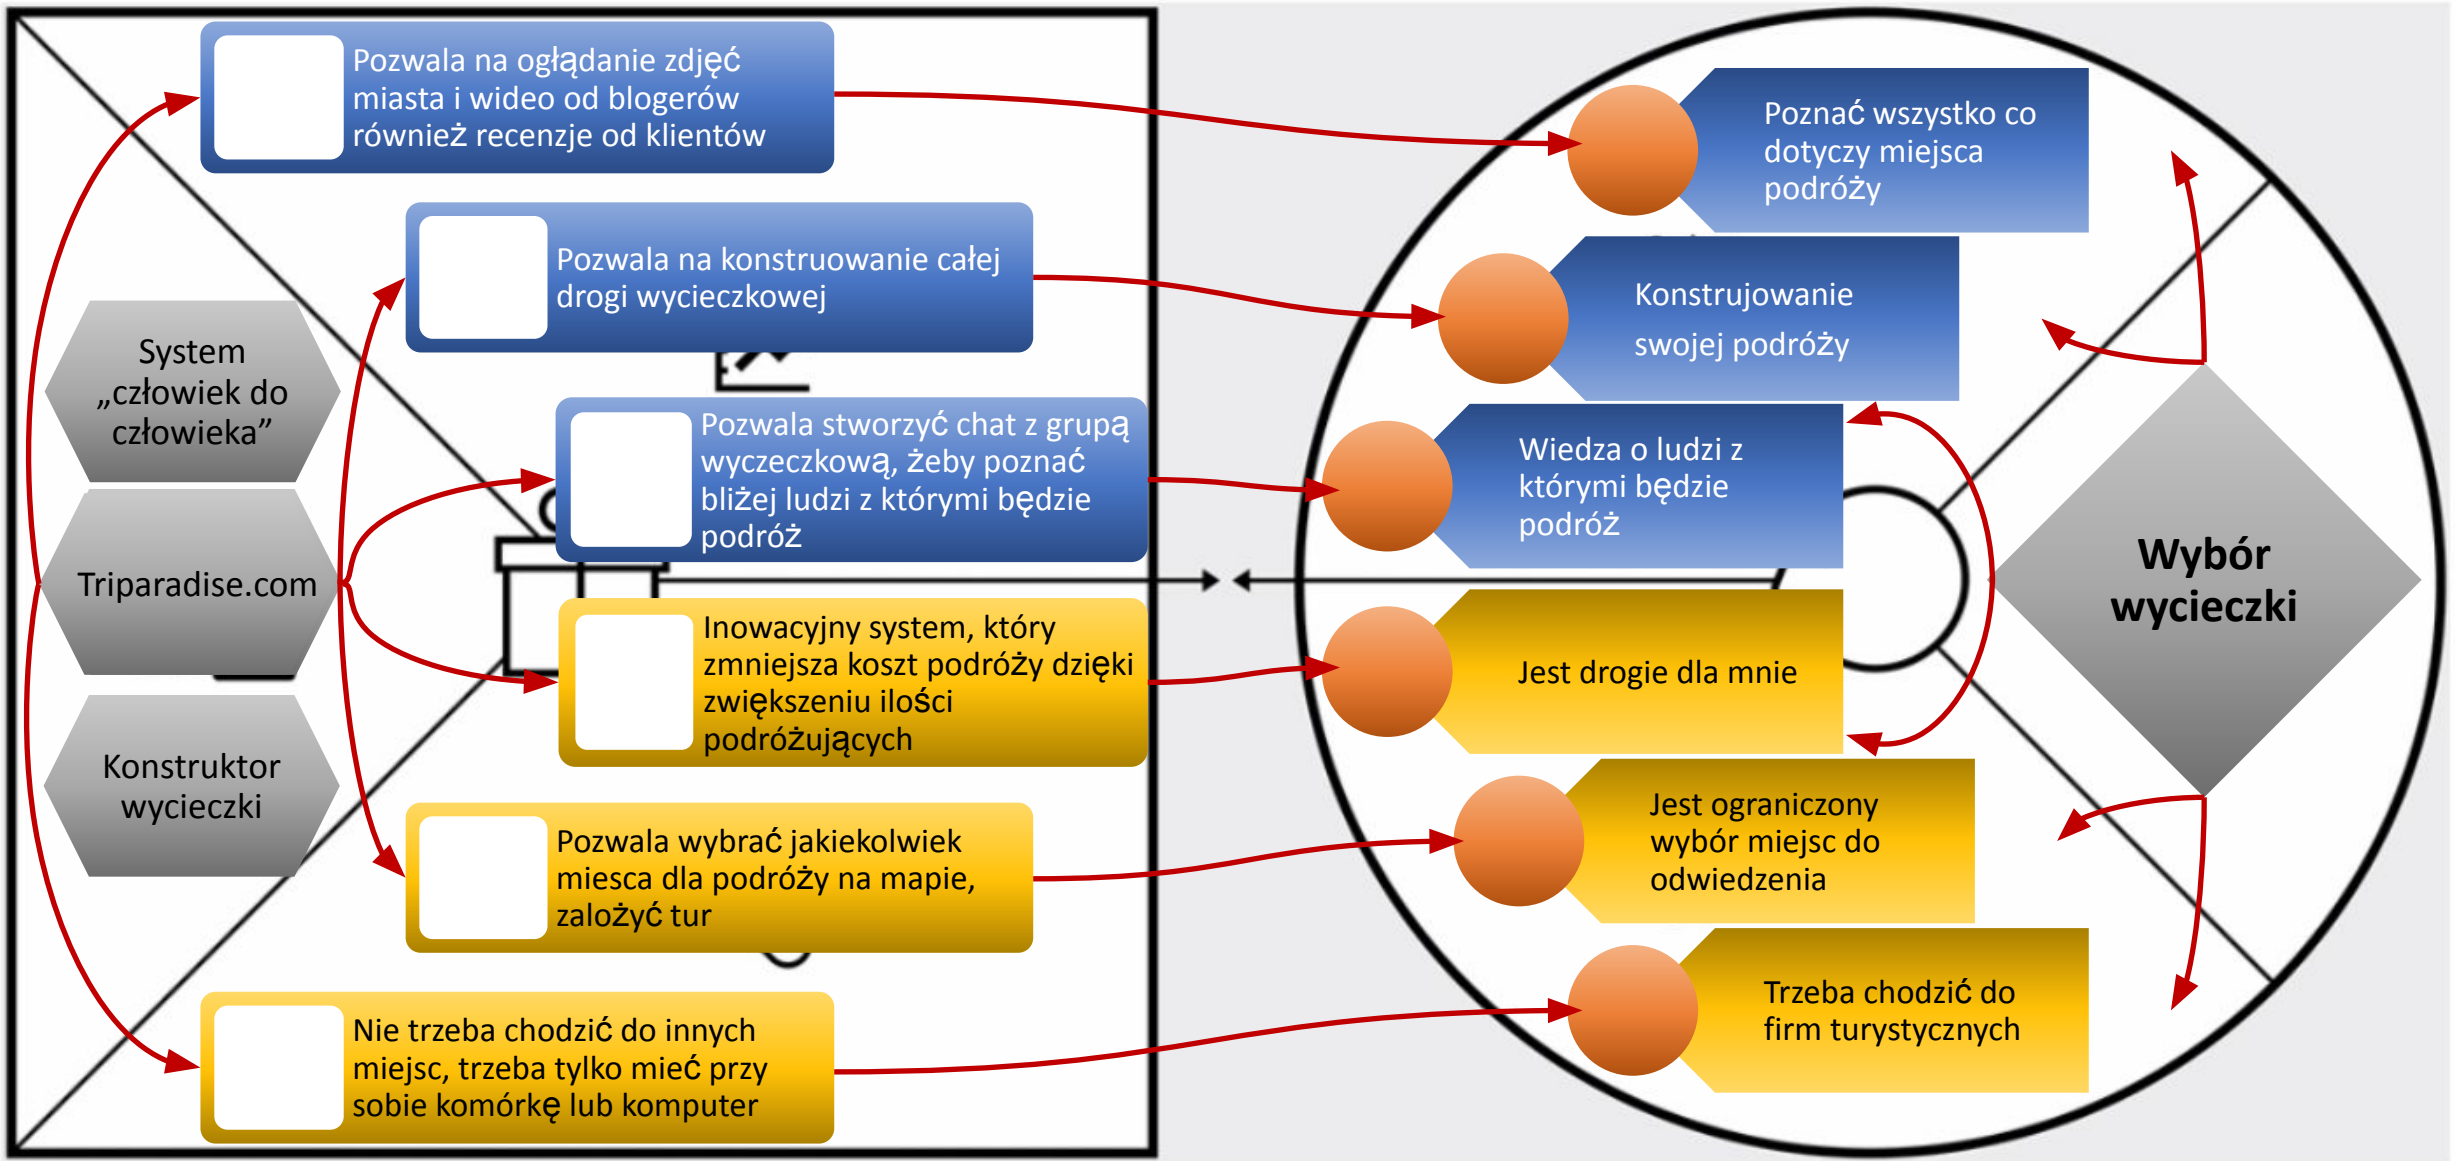 Pozwala na ogłądanie zdjęć
miasta i wideo od blogerów
również recenzje od klientów
Pozwala na konstruowanie całej
drogi wycieczkowej
System
„człowiek do
człowieka”
Pozwala stworzyć chat z grupą
wyczeczkową, żeby poznać
bliżej ludzi z którymi będzie
podróż
Triparadise.com
Inowacyjny system, który
zmniejsza koszt podróży dzięki
zwiększeniu ilości
podróżujących
Konstruktor
wycieczki
Pozwala wybrać jakiekolwiek
miesca dla podróży na mapie,
założyć tur
Nie trzeba chodzić do innych
miejsc, trzeba tylko mieć przy
sobie komórkę lub komputer
Poznać wszystko co
dotyczy miejsca
podróży
Konstrujowanie
swojej podróży
Wiedza o ludzi z
którymi będzie
podróż
Wybór
wycieczki
Jest drogie dla mnie
Jest ograniczony
wybór miejsc do
odwiedzenia
Trzeba chodzić do
firm turystycznych